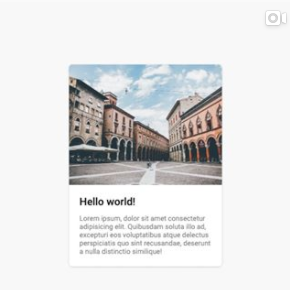 Hello world!
Lorem ipsum, dolor sit amet consectetur
adipisicing elit. Quibusdam soluta illo ad,
excepturi eos voluptatibus atque delectus
perspiciatis quo sint recusandae, deserunt
a nulla distinctio similique!